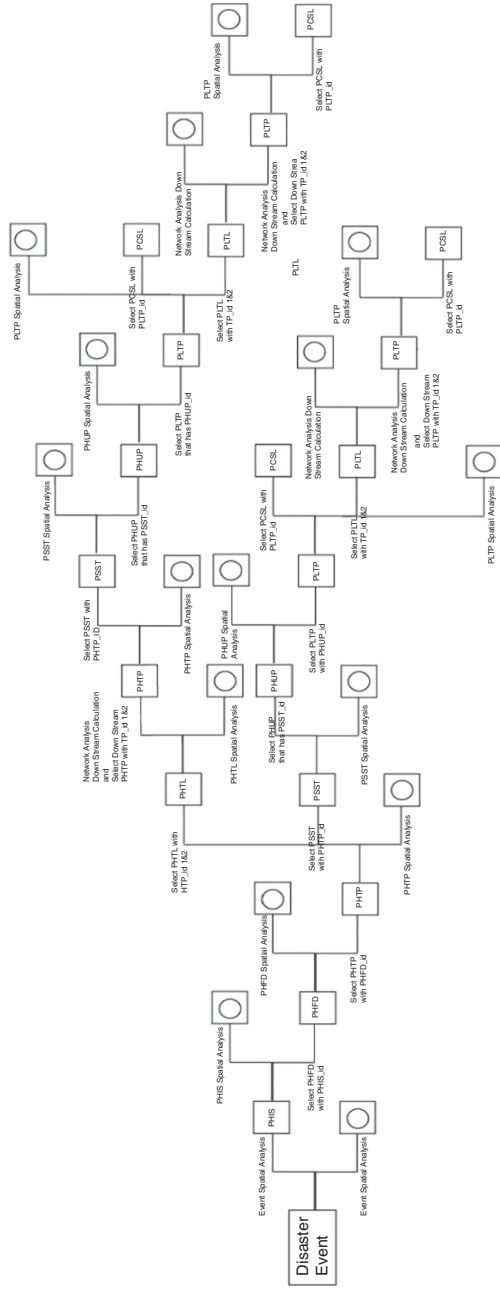 Disaster
Event
Event Spatial Analysis
Event Spatial Analysis
PHIS
PHIS Spatial Analysis
Select PHFD
with PHIS_id
PHFD
PHFD Spatial Analysis
Select PHTP
with PHFD_id
PHTP
Select PHTL with
HTP_id 1&2
Select PSST
with PHTP_id
PHTP Spatial Analysis
PHTL
Network Analysis
Down Stream Calculation
and
Select Down Stream
PHTP with TP_id 1&2
PHTL Spatial Analysis
PHTP
Select PSST with
PHTP_ID
PHTP Spatial Analysis
PSST
PSST Spatial Analysis
Select PHUP
that has PSST_id
PHUP
PHUP Spatial Analysis
Select PLTP
that has PHUP_id
PLTP
PLTP Spatial Analysis
Select PCSL with
PLTP_id
PCSL
Select PLTL
with TP_id 1&2
PLTL
Network Analysis Down
Stream Calculation
Network Analysis
Down Stream Calculation
and
Select Down Strea
PLTP with TP_id 1&2
PLTP
PLTP
Spatial Analysis
Select PCSL with
PLTP_id
PCSL
PSST
Select PHUP
that has PSST_id
PSST Spatial Analysis
PHUP
PHUP Spatial
Analysis
Select PLTP
with PHUP_id
PLTP
Select PCSL with
PLTP_id
PCSL
Select PLTL
with TP_id 1&2
PLTP Spatial Analysis
PLTL
PLTL
Network Analysis Down
Stream Calculation
Network Analysis
Down Stream Calculation
and
Select Down Stream
PLTP with TP_id 1&2
PLTP
PLTP
Spatial Analysis
Select PCSL with
PLTP_id
PCSL